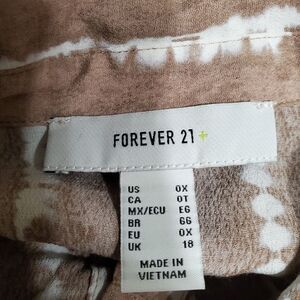 FOREVER 21+
US 0X
CA 0T
MX/ECU EG
BR GG
EU 0X
UK 18
MADE IN
VIETNAM